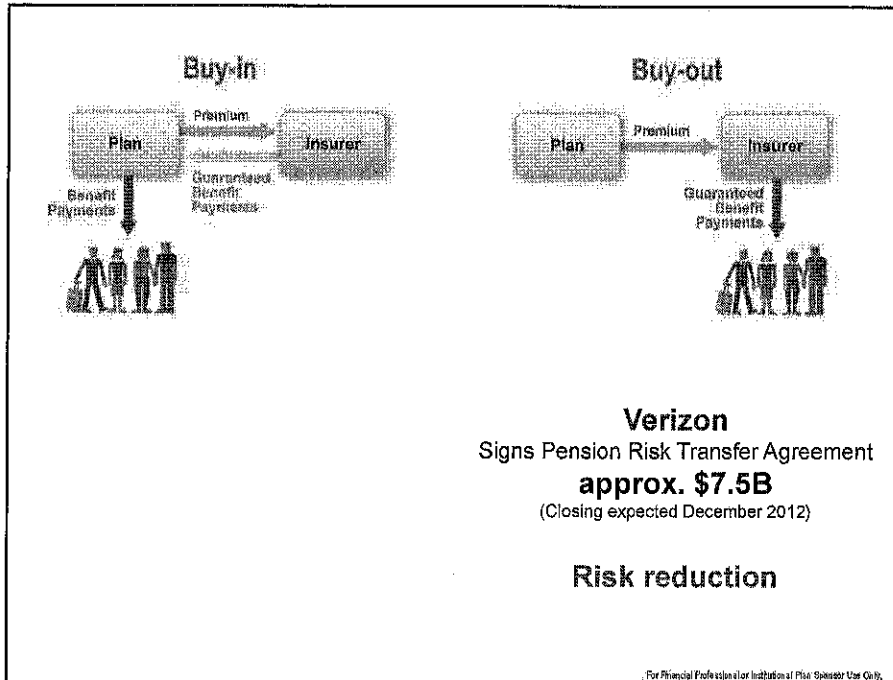 Buy-in
Premium
Plan
Insurer
Guaranteed
Benefit
Payments
Benefit
Payments
Buy-out
Premium
Plan
Insurer
Guaranteed
Benefit
Payments
Verizon
Signs Pension Risk Transfer Agreement
approx. $7.5B
(Closing expected December 2012)
Risk reduction
For Financial Professional or Institutional Plan Sponsor Use Only.